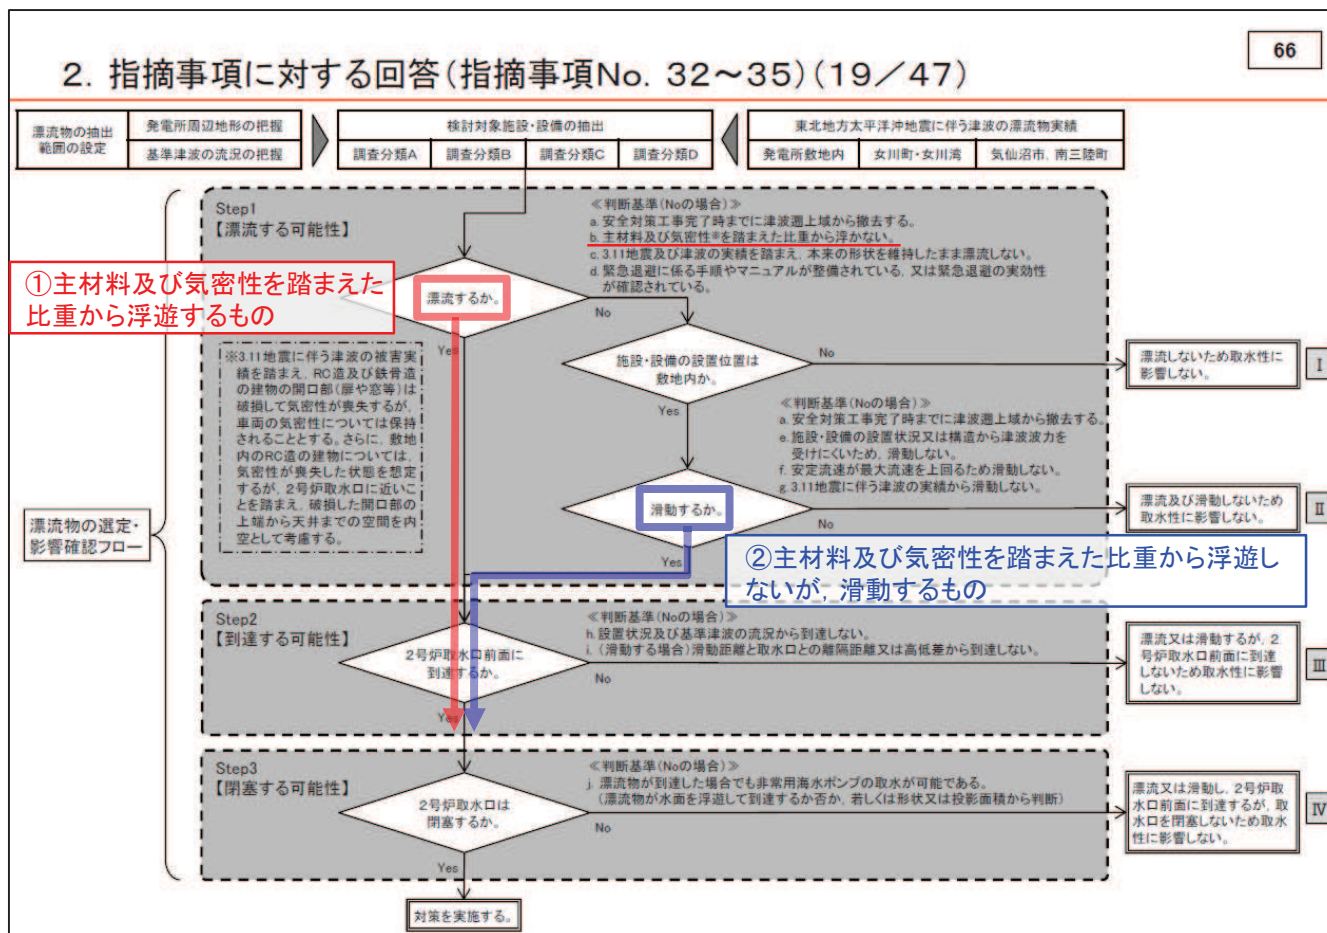 66
2. 指摘事項に対する回答(指摘事項No. 32～35)(19／47)
漂流物の抽出
範囲の設定
発電所周辺地形の把握
基準津波の流況の把握
検討対象施設・設備の抽出
調査分類A
調査分類B
調査分類C
調査分類D
東北地方太平洋沖地震に伴う津波の漂流物実績
発電所敷地内
女川町・女川湾
気仙沼市, 南三陸町
Step1
【漂流する可能性】
≪判断基準(Noの場合)≫
a. 安全対策工事完了時までに津波遡上域から撤去する。
b. 主材料及び気密性※を踏まえた比重から浮かない。
c. 3.11地震及び津波の実績を踏まえ, 本来の形状を維持したまま漂流しない。
d. 緊急退避に係る手順やマニュアルが整備されている, 又は緊急退避の実効性
が確認されている。
①主材料及び気密性を踏まえた
比重から浮遊するもの
漂流するか。
No
Yes
※3.11地震に伴う津波の被害実
績を踏まえ, RC造及び鉄骨造
の建物の開口部(扉や窓等)は
破損して気密性が喪失するが,
車両の気密性については保持
されることとする。さらに, 敷地
内のRC造の建物については,
気密性が喪失した状態を想定
するが, 2号炉取水口に近いこ
とを踏まえ, 破損した開口部の
上端から天井までの空間を内
空として考慮する。
施設・設備の設置位置は
敷地内か。
No
Yes
漂流しないため取水性に
影響しない。
Ⅰ
≪判断基準(Noの場合)≫
a. 安全対策工事完了時までに津波遡上域から撤去する。
e. 施設・設備の設置状況又は構造から津波波力を
受けにくいため, 滑動しない。
f. 安定流速が最大流速を上回るため滑動しない。
g. 3.11地震に伴う津波の実績から滑動しない。
滑動するか。
No
Yes
漂流及び滑動しないため
取水性に影響しない。
Ⅱ
漂流物の選定・
影響確認フロー
②主材料及び気密性を踏まえた比重から浮遊し
ないが, 滑動するもの
Step2
【到達する可能性】
≪判断基準(Noの場合)≫
h. 設置状況及び基準津波の流況から到達しない。
i. (滑動する場合)滑動距離と取水口との離隔距離又は高低差から到達しない。
2号炉取水口前面に
到達するか。
No
Yes
漂流又は滑動するが, 2
号炉取水口前面に到達
しないため取水性に影響
しない。
Ⅲ
Step3
【閉塞する可能性】
≪判断基準(Noの場合)≫
j. 漂流物が到達した場合でも非常用海水ポンプの取水が可能である。
(漂流物が水面を浮遊して到達するか否か, 若しくは形状又は投影面積から判断)
2号炉取水口は
閉塞するか。
No
Yes
漂流又は滑動し, 2号炉取
水口前面に到達するが, 取
水口を閉塞しないため取水
性に影響しない。
Ⅳ
対策を実施する。